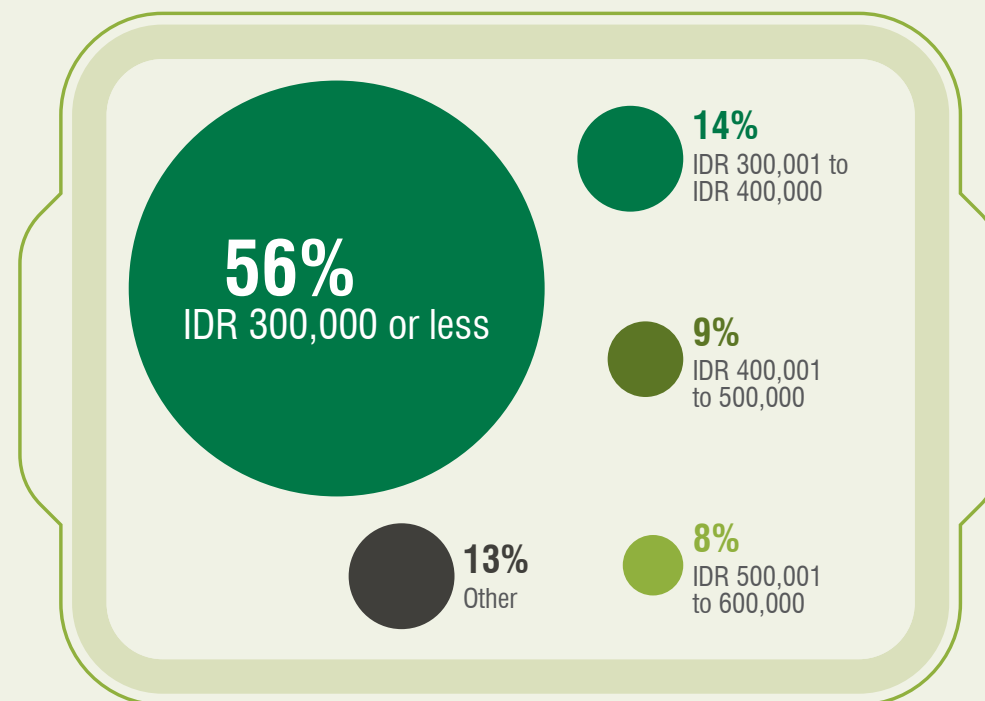 56%
IDR 300,000 or less
14%
IDR 300,001 to
IDR 400,000
9%
IDR 400,001
to 500,000
13%
Other
8%
IDR 500,001
to 600,000